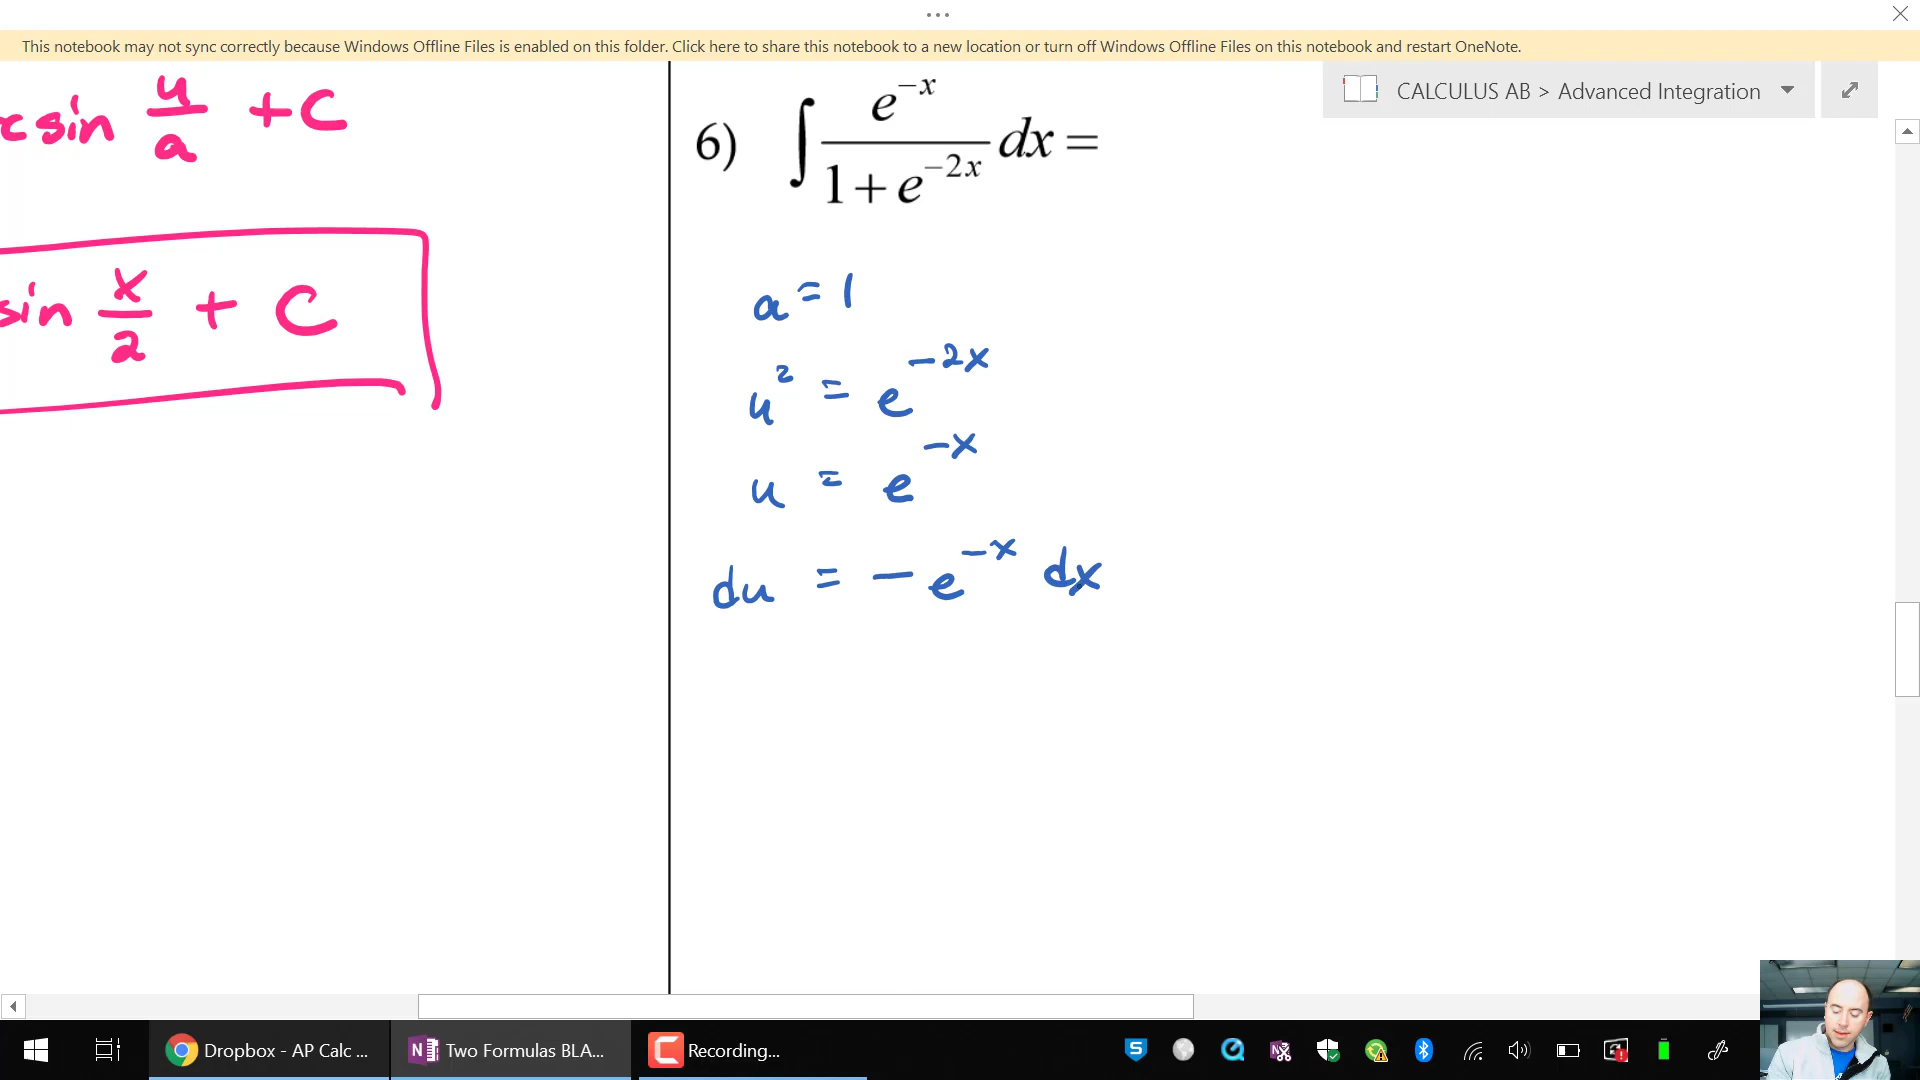 This notebook may not sync correctly because Windows Offline Files is enabled on this folder. Click here to share this notebook to a new location or turn off Windows Offline Files on this notebook and restart OneNote.
CALCULUS AB > Advanced Integration
csin u/a + C
sin x/2 + C
6) ∫ e^{-x}/(1+e^{-2x}) dx =
a = 1
u² = e^{-2x}
u = e^{-x}
du = -e^{-x} dx
Dropbox - AP Calc ...
Two Formulas BLA...
Recording...